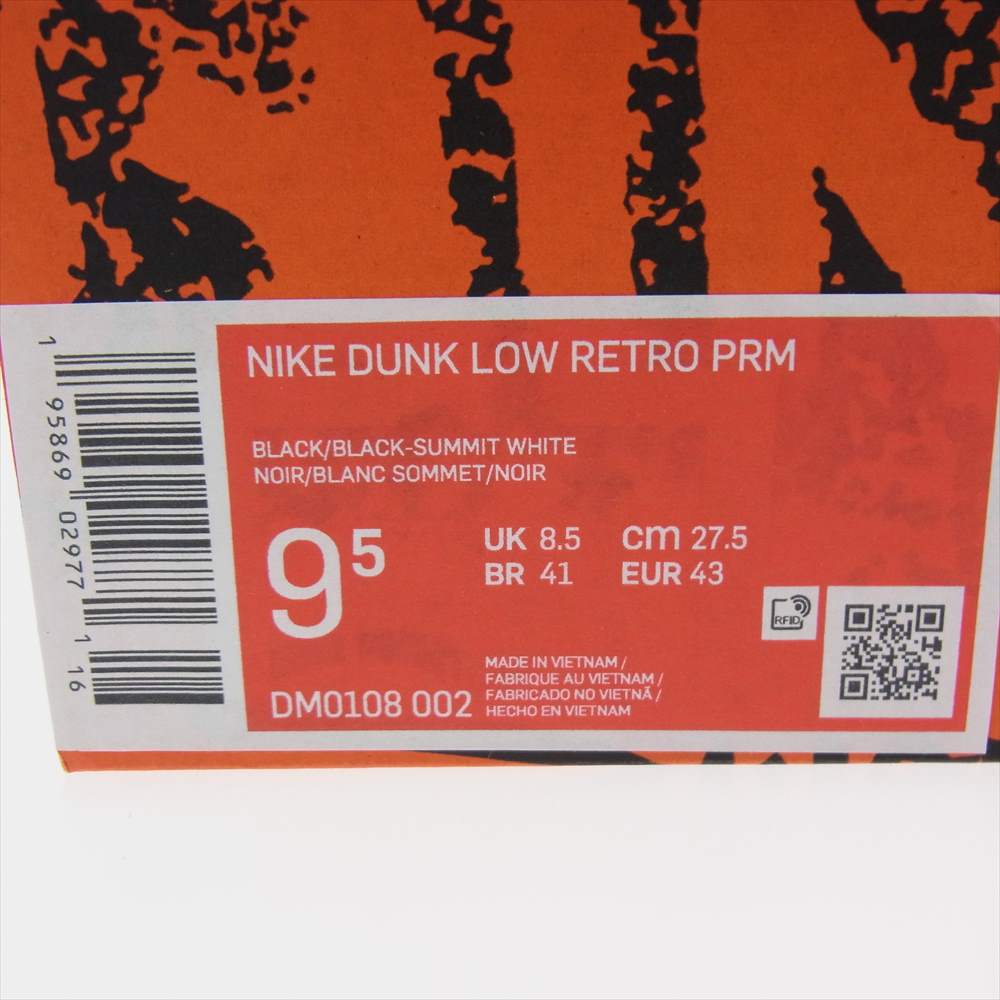 NIKE DUNK LOW RETRO PRM
BLACK/BLACK-SUMMIT WHITE
NOIR/BLANC SOMMET/NOIR
9⁵
UK 8.5 cm 27.5
BR 41 EUR 43
RFID
MADE IN VIETNAM /
FABRIQUE AU VIETNAM /
FABRICADO NO VIETNÃ /
HECHO EN VIETNAM
DM0108 002
1 95869 02977 1 16